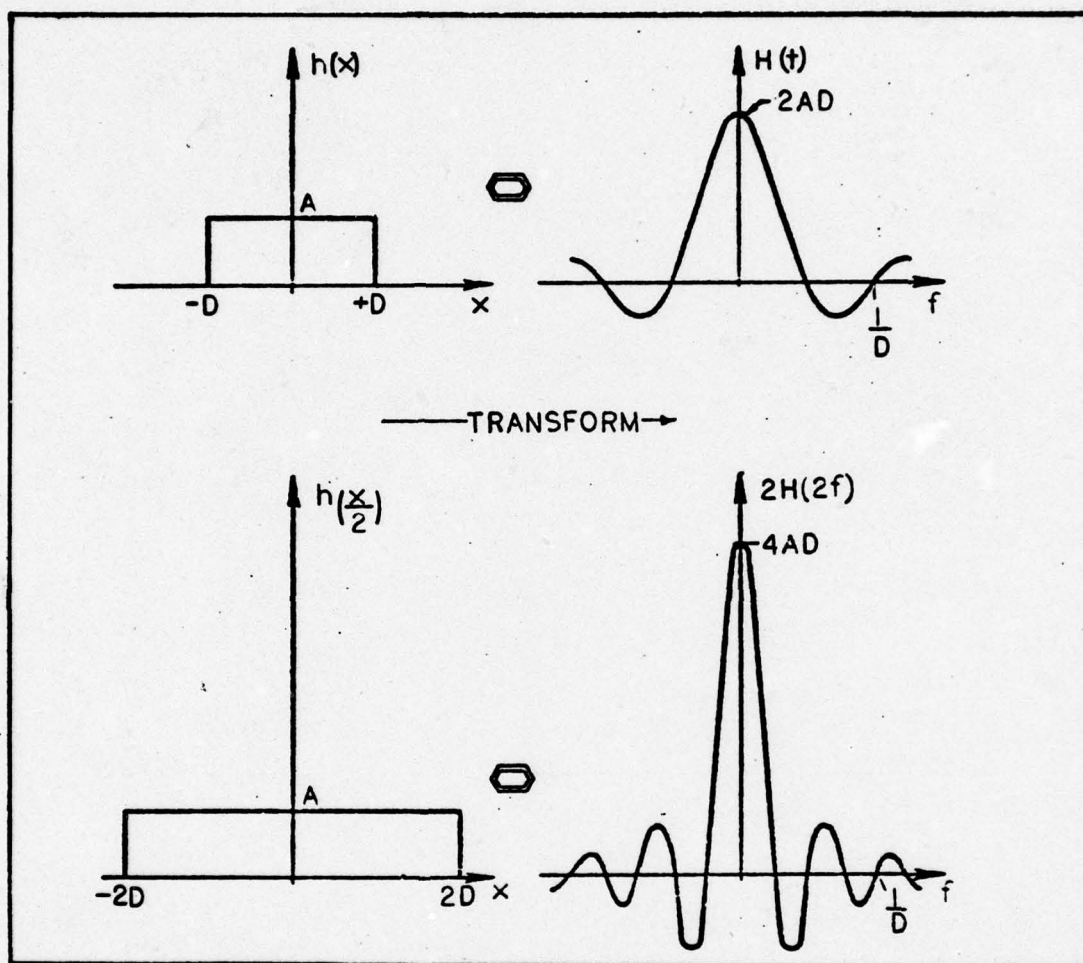 h(x)
H(t)
2AD
A
-D
+D
x
f
1/D
TRANSFORM
h(x/2)
2H(2f)
4AD
A
-2D
2D
x
f
1/D